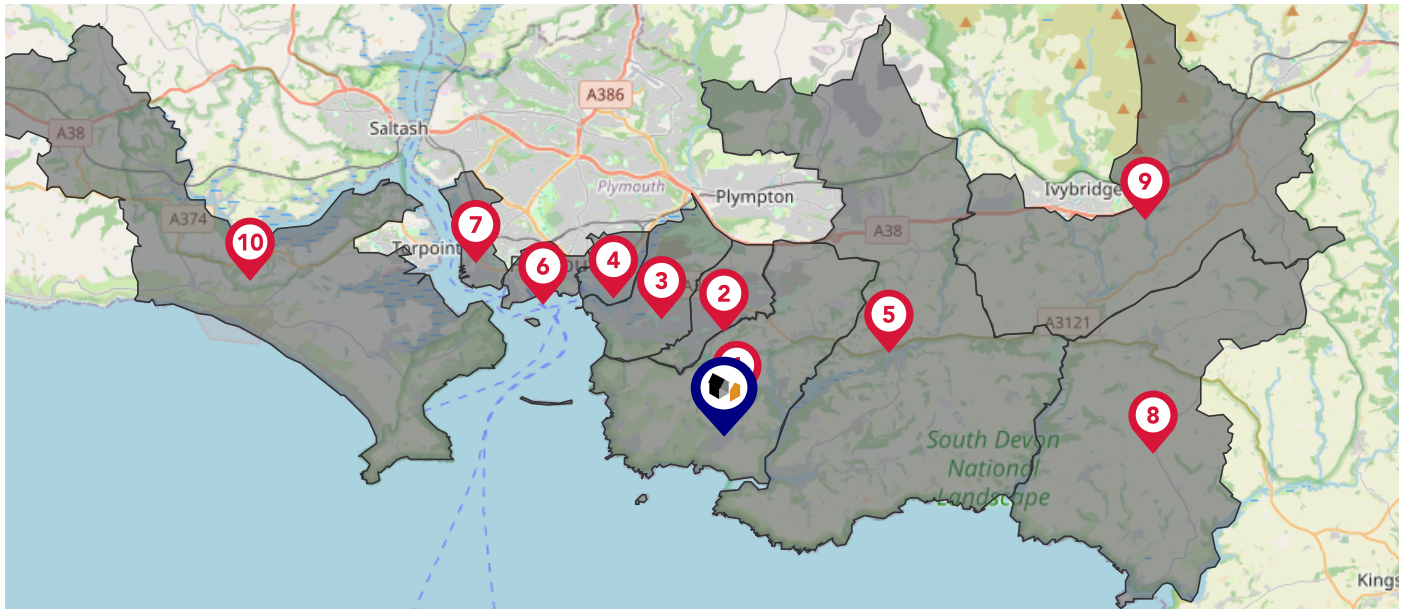 A386
A38
Saltash
Plymouth
Ivybridge
9
Plympton
A374
7
A38
10
Torpoint
6
4
3
2
5
A3121
1
8
South Devon
National
Landscape
Kings